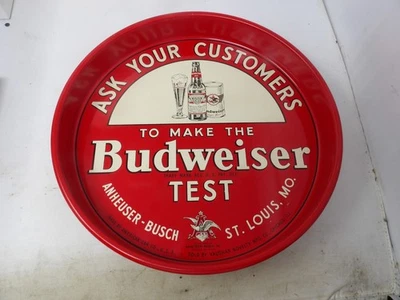 ASK YOUR CUSTOMERS
TO MAKE THE
Budweiser
TEST
ANHEUSER-BUSCH ST. LOUIS, MO.